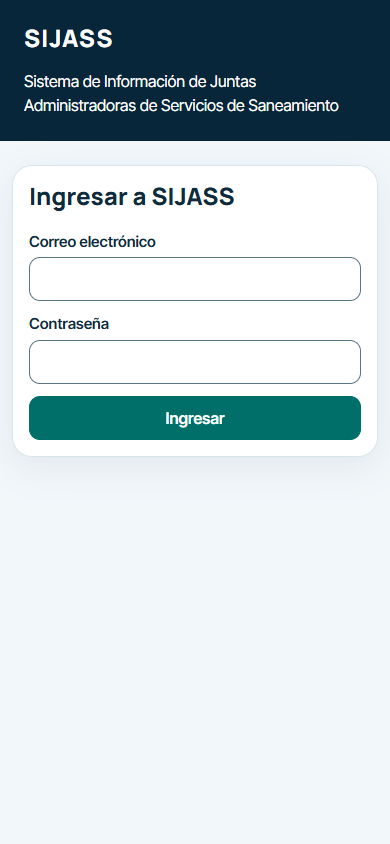 SIJASS
Sistema de Información de Juntas
Administradoras de Servicios de Saneamiento
Ingresar a SIJASS
Correo electrónico
Contraseña
Ingresar